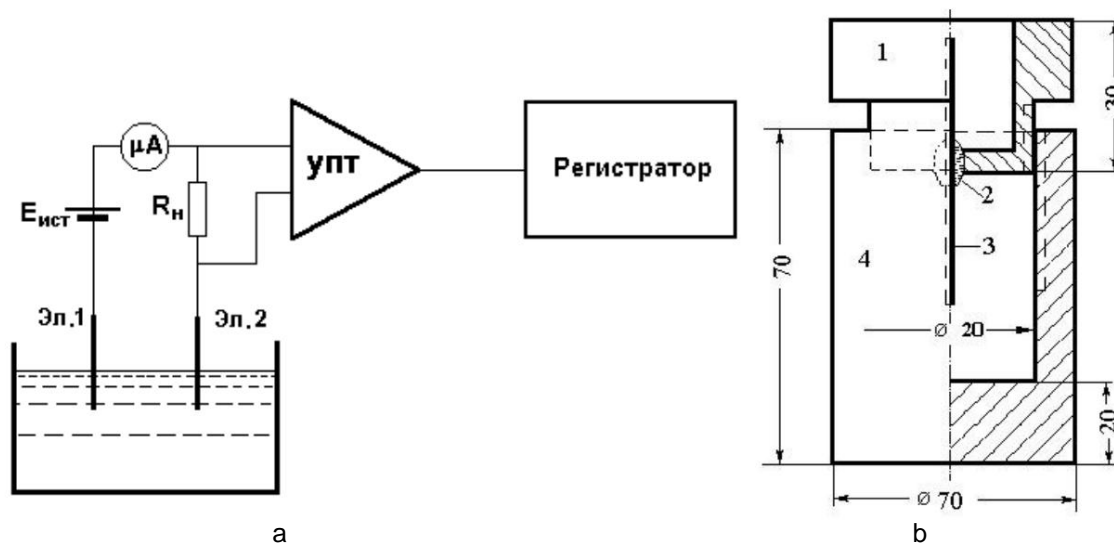 μA
УПТ
Регистратор
Eист
Rн
Эл.1
Эл.2
a
1
2
3
4
70
30
⌀ 20
20
⌀ 70
b